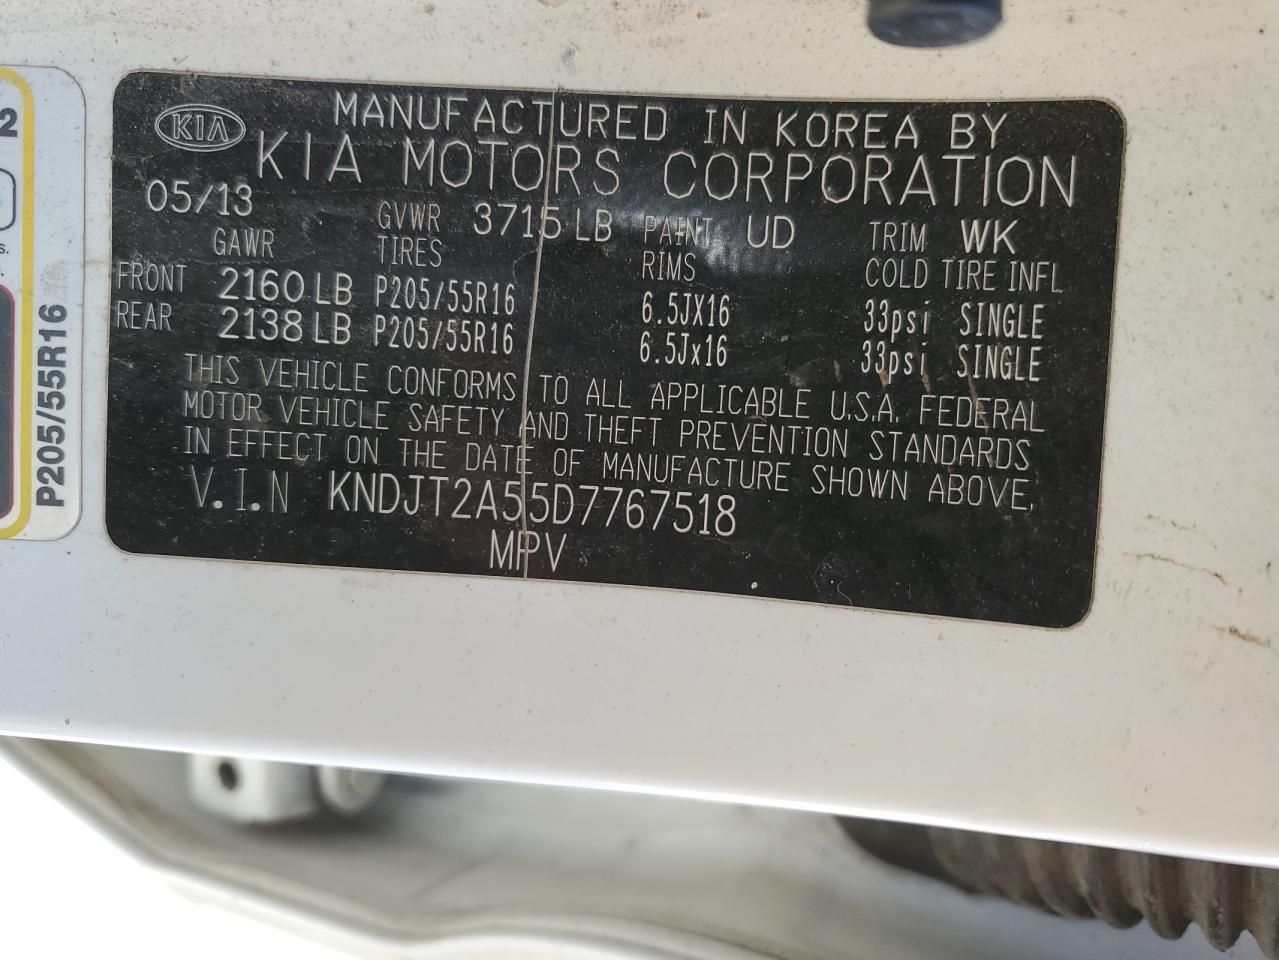 KIA
MANUFACTURED IN KOREA BY
KIA MOTORS CORPORATION
05/13 GVWR 3715 LB PAINT UD TRIM WK
GAWR TIRES RIMS COLD TIRE INFL
FRONT 2160 LB P205/55R16 6.5JX16 33psi SINGLE
REAR 2138 LB P205/55R16 6.5Jx16 33psi SINGLE
THIS VEHICLE CONFORMS TO ALL APPLICABLE U.S.A. FEDERAL
MOTOR VEHICLE SAFETY AND THEFT PREVENTION STANDARDS
IN EFFECT ON THE DATE OF MANUFACTURE SHOWN ABOVE.
V.I.N KNDJT2A55D7767518
MPV
2
P205/55R16